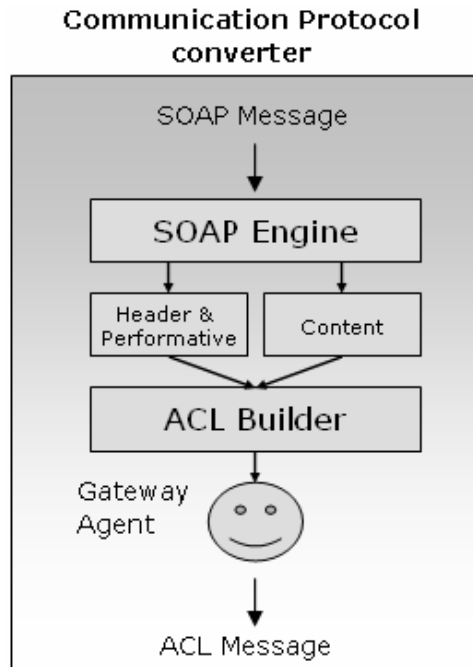 Communication Protocol
converter
SOAP Message
SOAP Engine
Header &
Performative
Content
ACL Builder
Gateway
Agent
ACL Message